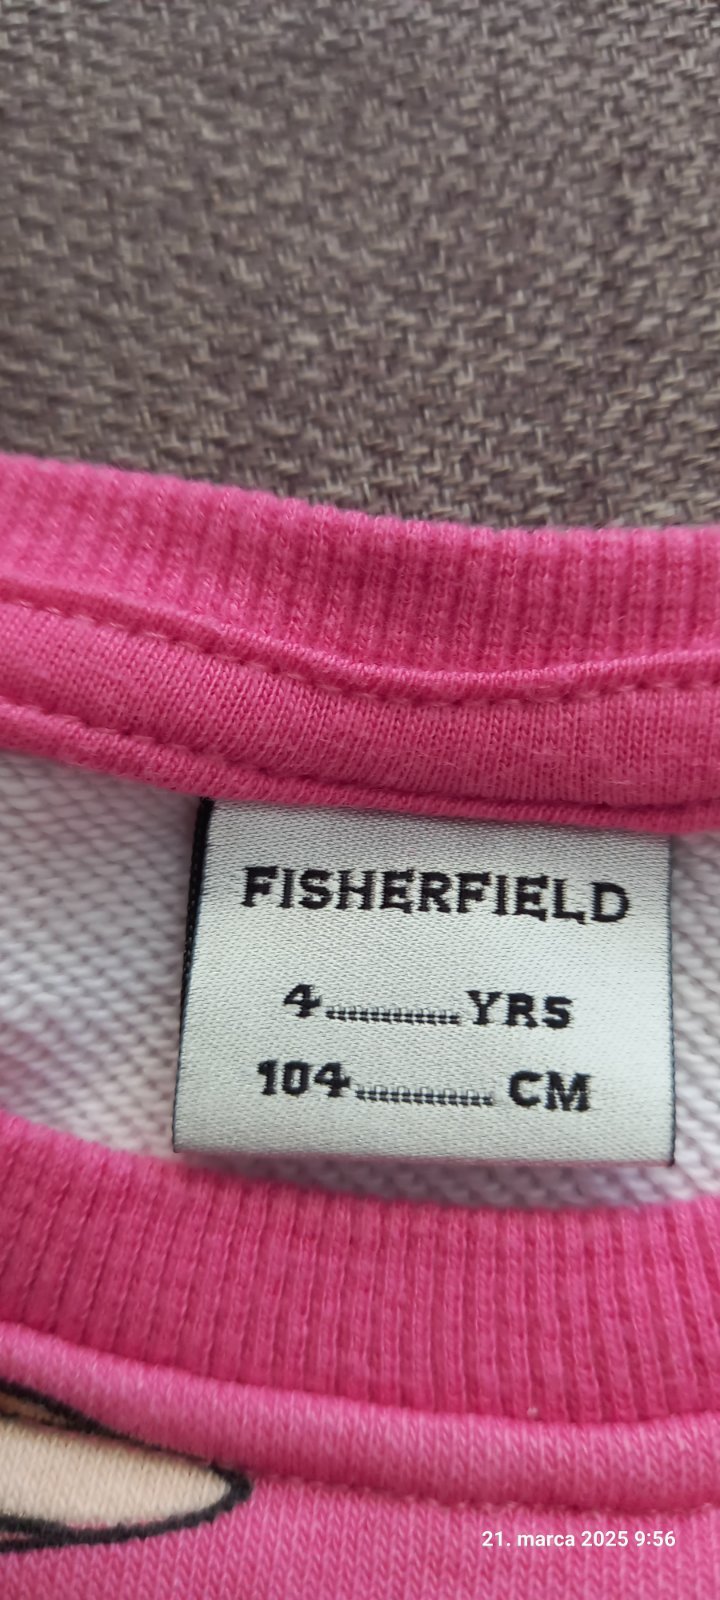 FISHERFIELD
4..........YRS
104.......... CM
21. marca 2025 9:56